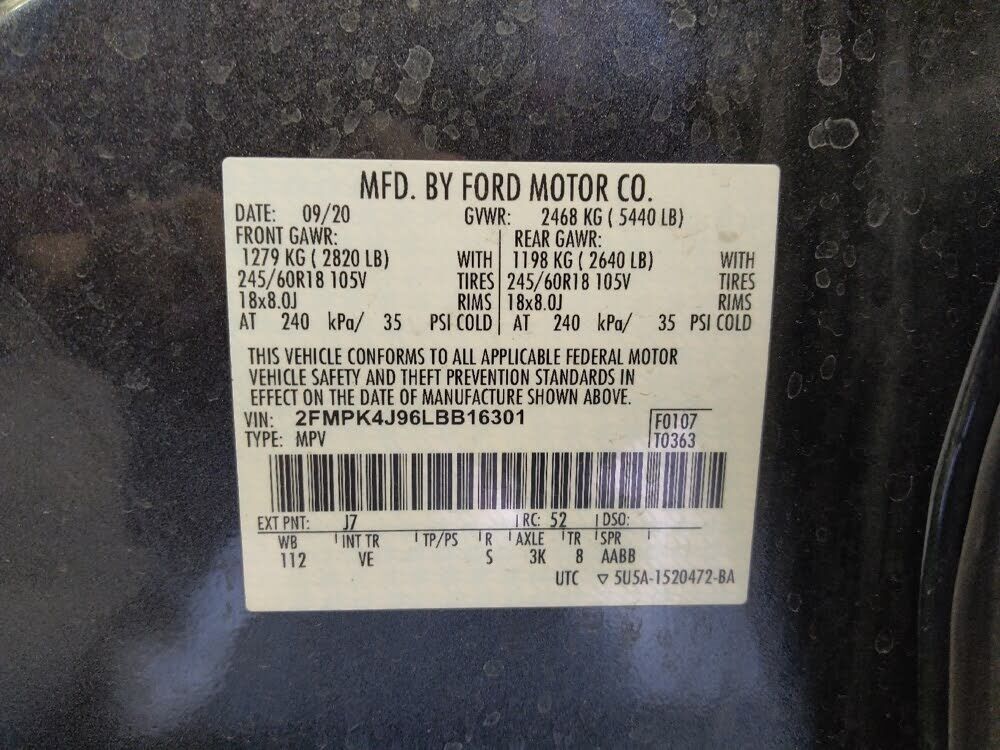 MFD. BY FORD MOTOR CO.
DATE: 09/20 GVWR: 2468 KG ( 5440 LB)
FRONT GAWR: REAR GAWR:
1279 KG ( 2820 LB) WITH 1198 KG ( 2640 LB) WITH
245/60R18 105V TIRES 245/60R18 105V TIRES
18x8.0J RIMS 18x8.0J RIMS
AT 240 kPa/ 35 PSI COLD AT 240 kPa/ 35 PSI COLD
THIS VEHICLE CONFORMS TO ALL APPLICABLE FEDERAL MOTOR
VEHICLE SAFETY AND THEFT PREVENTION STANDARDS IN
EFFECT ON THE DATE OF MANUFACTURE SHOWN ABOVE.
VIN: 2FMPK4J96LBB16301 F0107
TYPE: MPV T0363
EXT PNT: J7 RC: 52 DSO:
WB INT TR TP/PS R AXLE TR SPR
112 VE S 3K 8 AABB
UTC ▽ 5U5A-1520472-BA